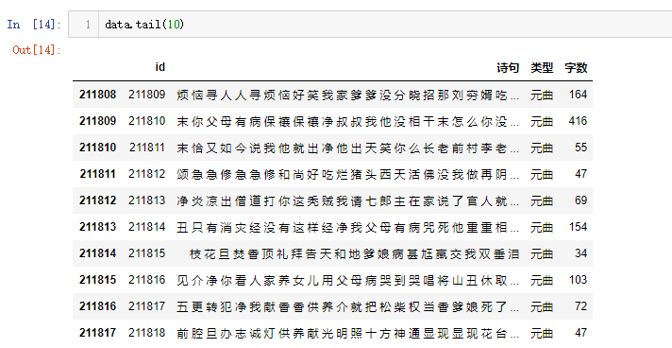 In [14]: 1 data.tail(10)
Out[14]:
id 诗句 类型 字数
211808 211809 烦恼寻人人寻烦恼好笑我家爹爹没分晓招那刘穷婿吃... 元曲 164
211809 211810 末你父母有病保禳保禳净叔叔我他没相干末怎么你没... 元曲 416
211810 211811 末恰又如今说我他就出净他出天笑你么长老前村李老... 元曲 55
211811 211812 颂急急修急急修和尚好吃烂猪头西天活佛没我做再阴... 元曲 47
211812 211813 净炎凉出僧道打你这秃贼我请七郎主在家说了官人就... 元曲 69
211813 211814 丑只有消灾经没有这样经净我父母有病咒死他重重相... 元曲 154
211814 211815 枝花旦焚香顶礼拜告天和地爹娘病甚尪羸交我双垂泪 元曲 34
211815 211816 见介净你看人家养女儿用父母病哭到哭唱将山丑休取... 元曲 103
211816 211817 五更转犯净我献香香供养介就把松柴权当香爹娘死了... 元曲 72
211817 211818 前腔旦办志诚灯供养献光明照十方神通显现显现花台... 元曲 47